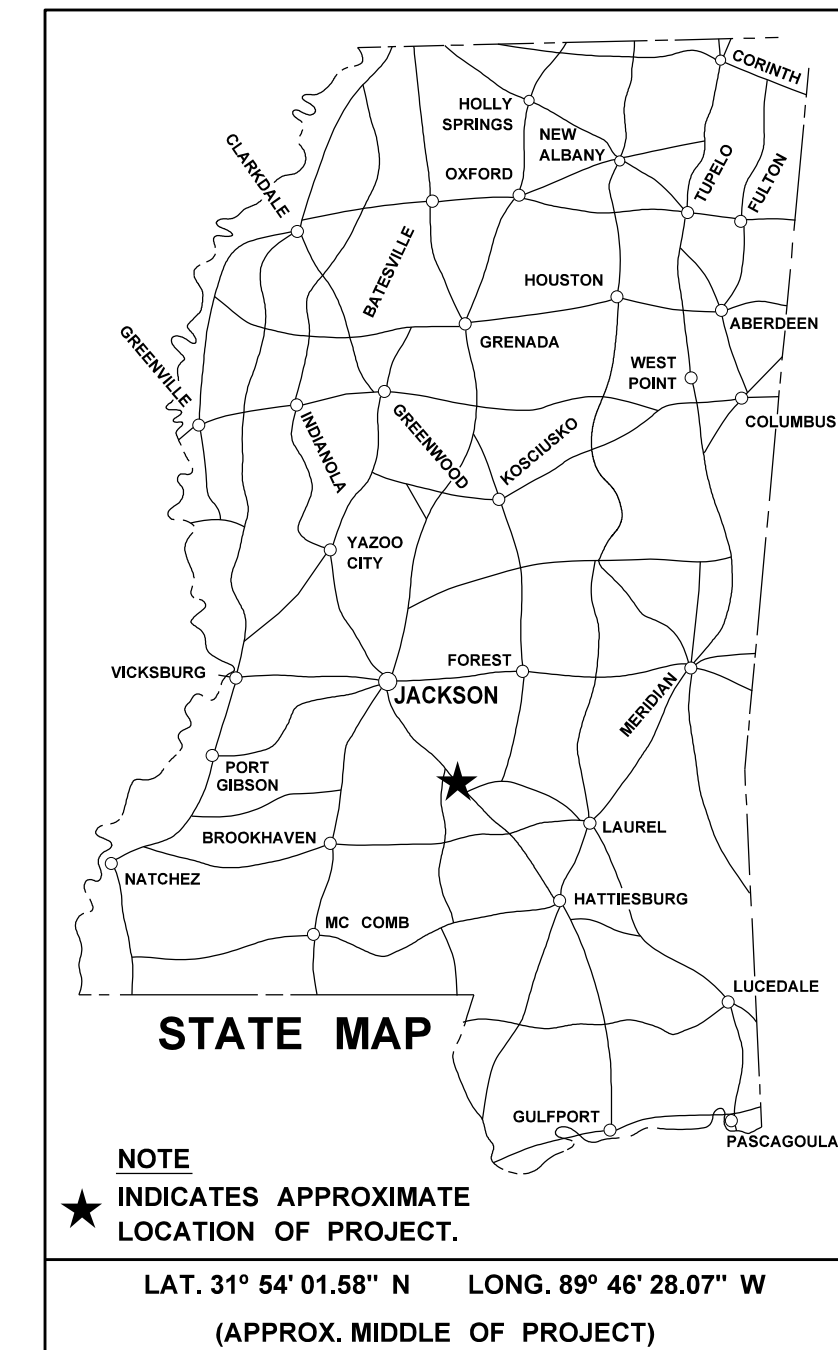 CORINTH
HOLLY
SPRINGS
NEW
ALBANY
CLARKDALE
OXFORD
TUPELO
FULTON
BATESVILLE
HOUSTON
GREENVILLE
GRENADA
ABERDEEN
WEST
POINT
INDIANOLA
GREENWOOD
KOSCIUSKO
COLUMBUS
YAZOO
CITY
VICKSBURG
FOREST
JACKSON
MERIDIAN
PORT
GIBSON
BROOKHAVEN
LAUREL
NATCHEZ
HATTIESBURG
MC COMB
LUCEDALE
STATE MAP
GULFPORT
PASCAGOULA
NOTE
INDICATES APPROXIMATE
LOCATION OF PROJECT.
LAT. 31º 54' 01.58" N LONG. 89º 46' 28.07" W
(APPROX. MIDDLE OF PROJECT)